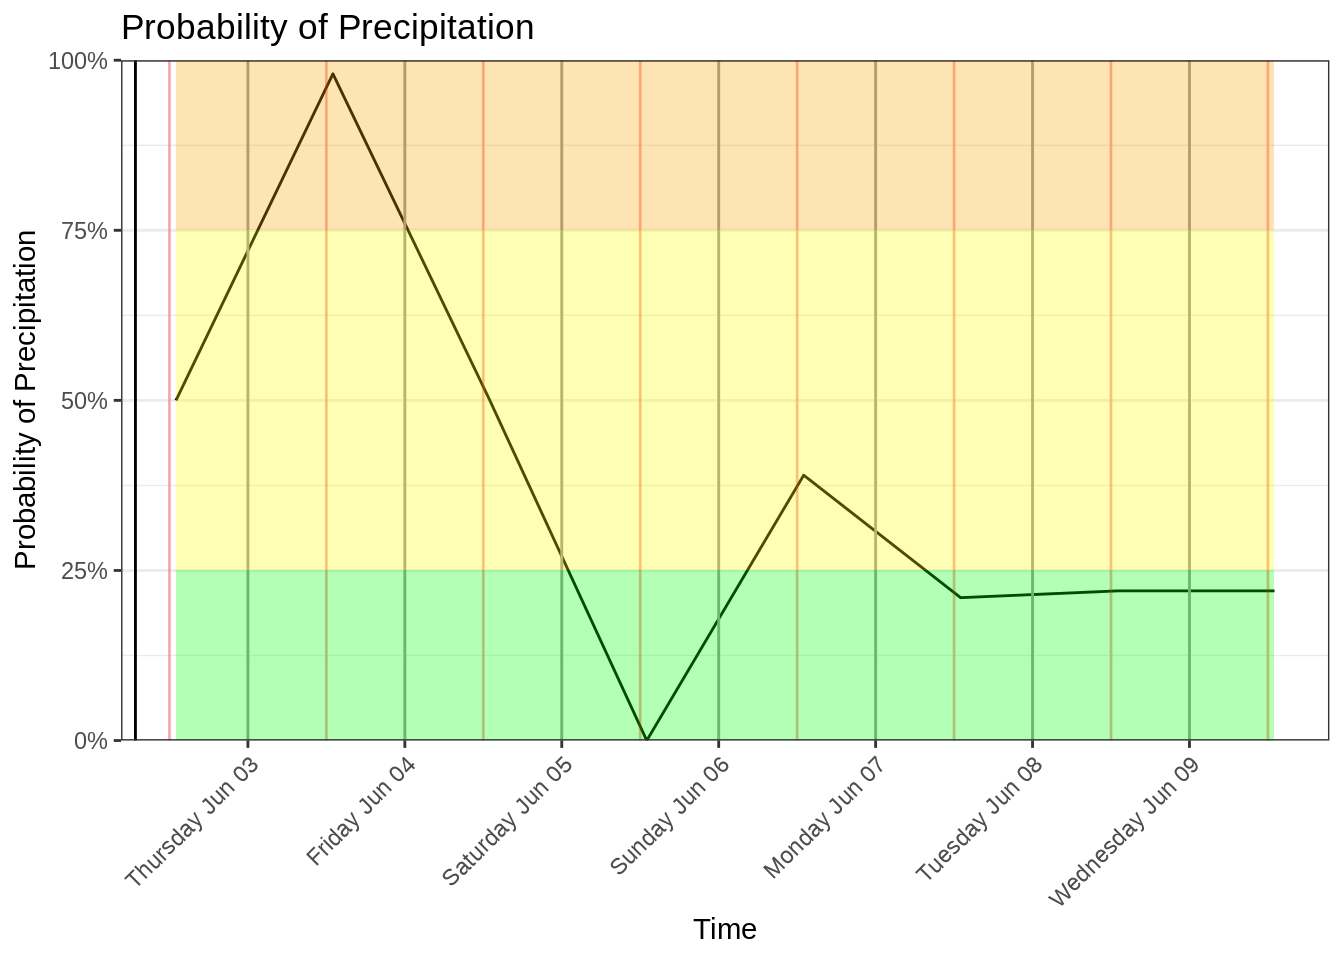 Probability of Precipitation
Probability of Precipitation
100%
75%
50%
25%
0%
Thursday Jun 03
Friday Jun 04
Saturday Jun 05
Sunday Jun 06
Monday Jun 07
Tuesday Jun 08
Wednesday Jun 09
Time